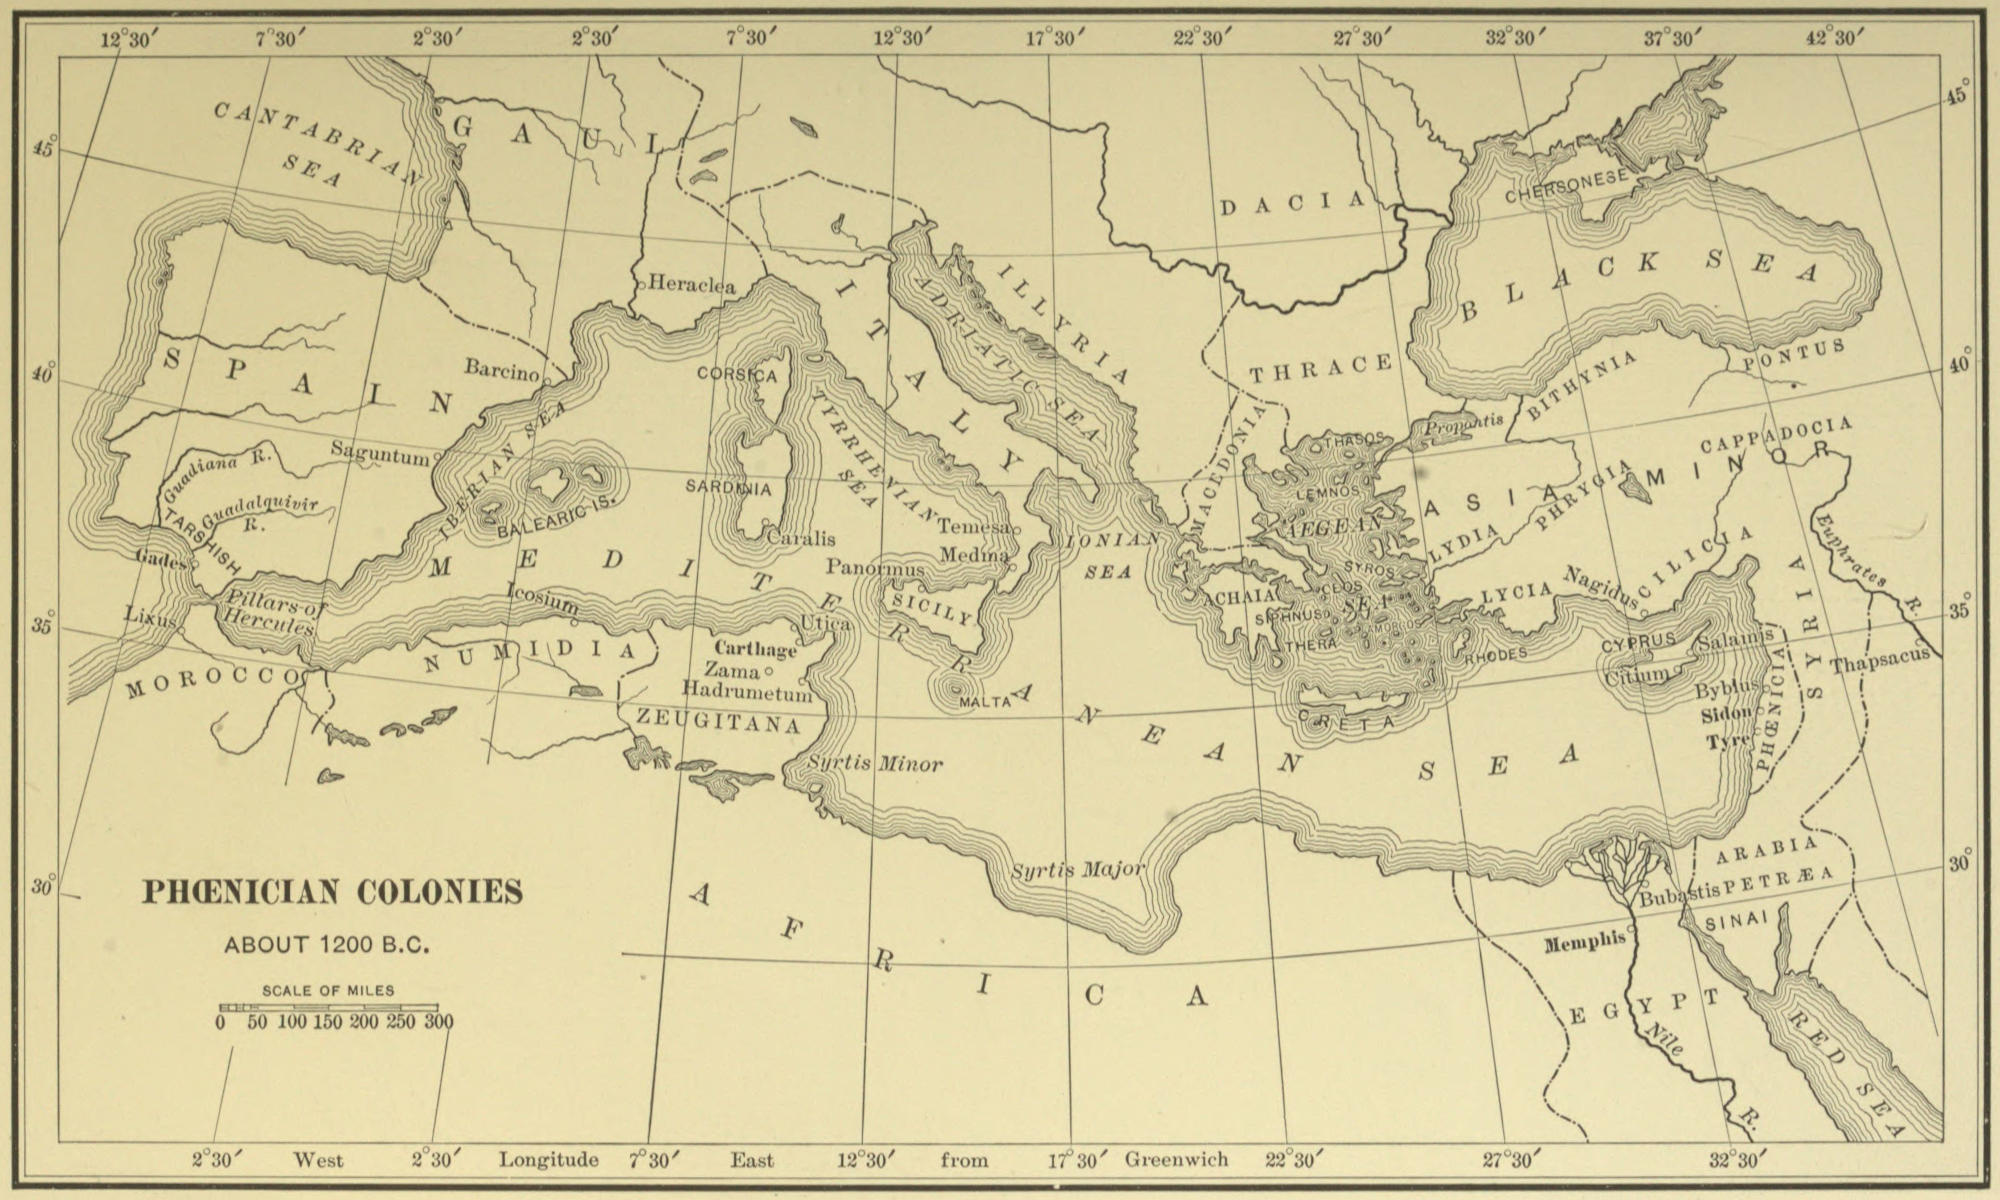 12°30′ 7°30′ 2°30′ 2°30′ 7°30′ 12°30′ 17°30′ 22°30′ 27°30′ 32°30′ 37°30′ 42°30′
45°
45°
CANTABRIAN
SEA
GAUL
DACIA
CHERSONESE
BLACK SEA
Heraclea
ITALY
ILLYRIA
ADRIATIC SEA
THRACE
BITHYNIA
PONTUS
40°
40°
SPAIN
Barcino
CORSICA
TYRRHENIAN
SEA
MACEDONIA
THASOS
Propontis
CAPPADOCIA
ASIA MINOR
Saguntum
IBERIAN SEA
BALEARIC IS.
SARDINIA
LEMNOS
PHRYGIA
Guadiana R.
Guadalquivir
R.
TARSHISH
Gades
Caralis
Temesa
Medma
IONIAN
SEA
AEGEAN
SEA
LYDIA
CILICIA
Euphrates R.
MEDITERRANEAN SEA
Panormus
SICILY
SYROS
CEOS
ACHAIA
SIPHNUS
AMORGOS
THERA
LYCIA
Nagidus
SYRIA
35°
35°
Lixus
Pillars of
Hercules
Icosium
Utica
Carthage
Zama
Hadrumetum
RHODES
CYPRUS
Salamis
Citium
Thapsacus
MOROCCO
NUMIDIA
ZEUGITANA
MALTA
CRETA
Byblus
Sidon
Tyre
PHŒNICIA
Syrtis Minor
Syrtis Major
30°
30°
ARABIA
PETRÆA
Bubastis
SINAI
Memphis
AFRICA
EGYPT
Nile R.
RED SEA
PHŒNICIAN COLONIES
ABOUT 1200 B.C.
SCALE OF MILES
0 50 100 150 200 250 300
2°30′ West 2°30′ Longitude 7°30′ East 12°30′ from 17°30′ Greenwich 22°30′ 27°30′ 32°30′